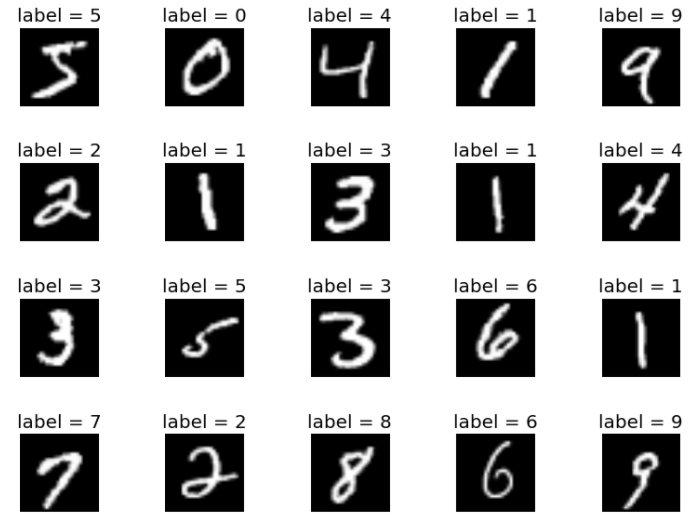 label = 5 label = 0 label = 4 label = 1 label = 9
5 0 4 1 9
label = 2 label = 1 label = 3 label = 1 label = 4
2 1 3 1 4
label = 3 label = 5 label = 3 label = 6 label = 1
3 5 3 6 1
label = 7 label = 2 label = 8 label = 6 label = 9
7 2 8 6 9